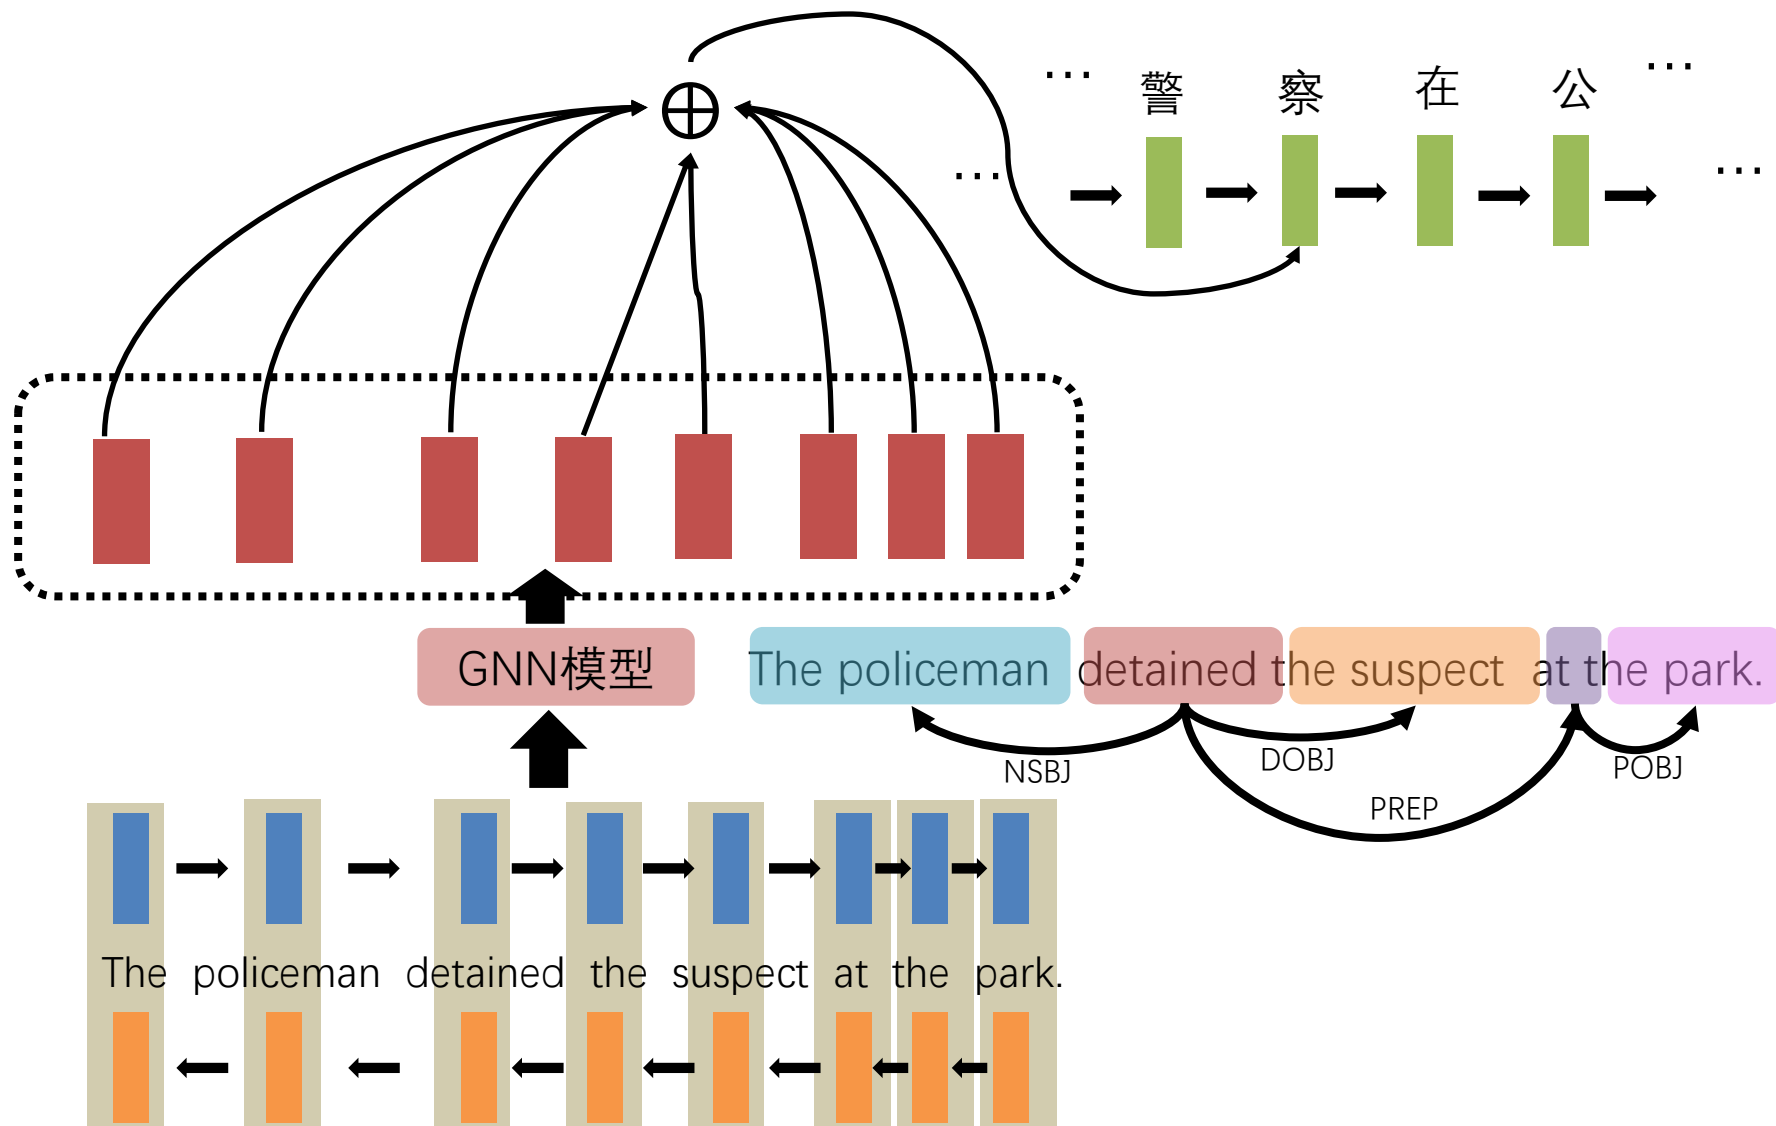 … 警 察 在 公 …
… …
GNN模型
The policeman detained the suspect at the park.
NSBJ
DOBJ
POBJ
PREP
The policeman detained the suspect at the park.